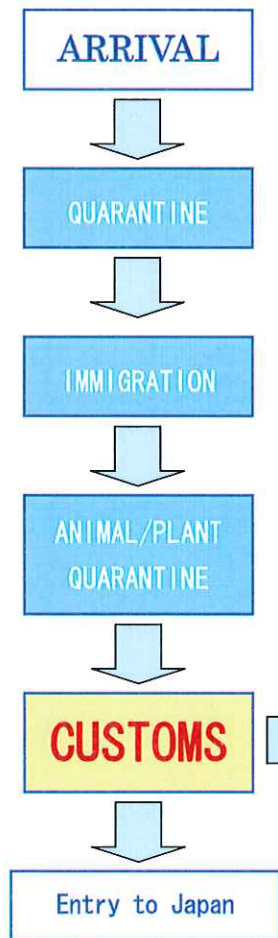 ARRIVAL
QUARANTINE
IMMIGRATION
ANIMAL/PLANT
QUARANTINE
CUSTOMS
Entry to Japan